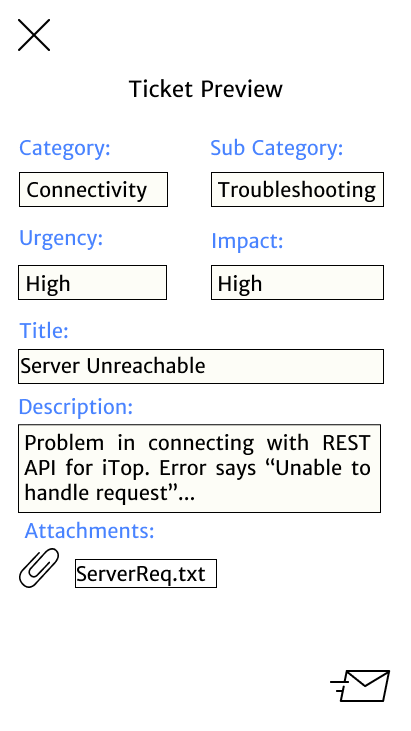 Ticket Preview
Category: Sub Category:
Connectivity Troubleshooting
Urgency: Impact:
High High
Title:
Server Unreachable
Description:
Problem in connecting with REST
API for iTop. Error says “Unable to
handle request”...
Attachments:
ServerReq.txt